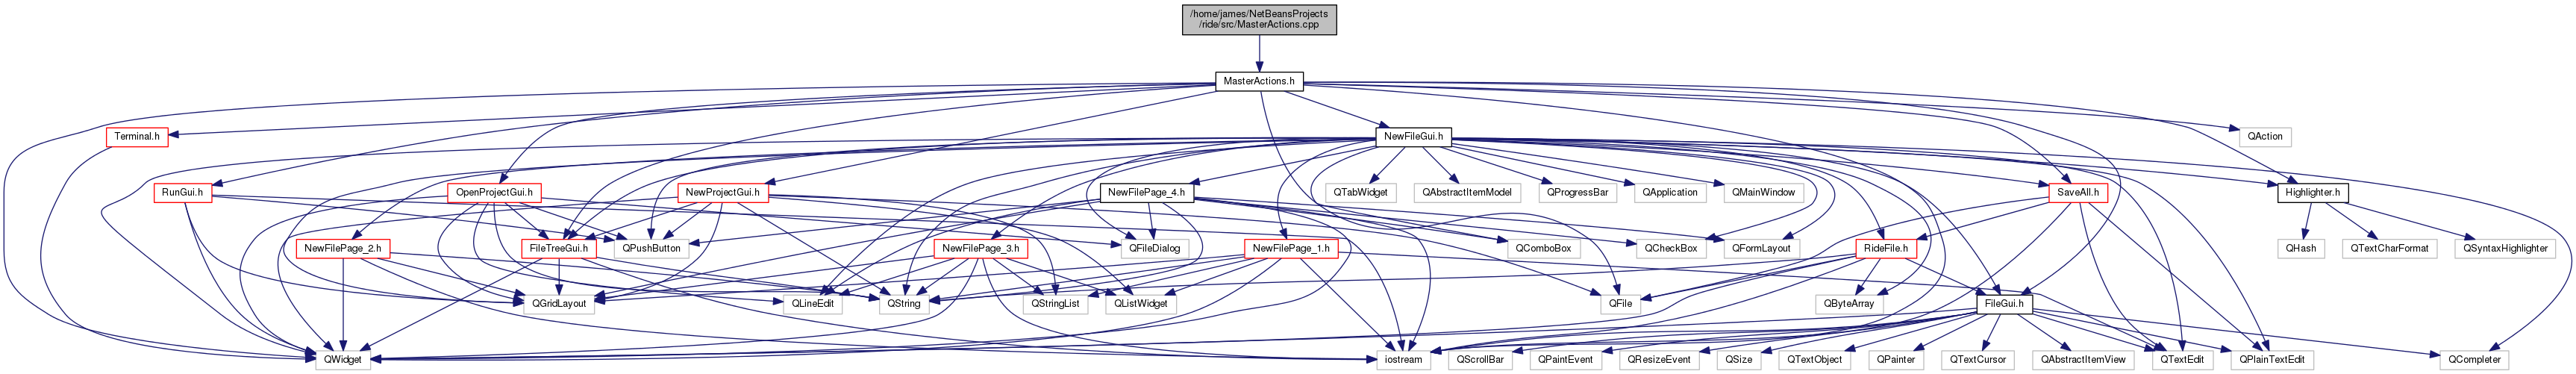 /home/james/NetBeansProjects
/ride/src/MasterActions.cpp
MasterActions.h
Terminal.h
NewFileGui.h
QAction
RunGui.h
OpenProjectGui.h
NewProjectGui.h
NewFilePage_4.h
QTabWidget
QAbstractItemModel
QProgressBar
QApplication
QMainWindow
SaveAll.h
Highlighter.h
NewFilePage_2.h
FileTreeGui.h
QPushButton
QFileDialog
NewFilePage_3.h
NewFilePage_1.h
QComboBox
QCheckBox
QFormLayout
RideFile.h
QHash
QTextCharFormat
QSyntaxHighlighter
QGridLayout
QLineEdit
QString
QStringList
QListWidget
QFile
QByteArray
FileGui.h
QWidget
iostream
QScrollBar
QPaintEvent
QResizeEvent
QSize
QTextObject
QPainter
QTextCursor
QAbstractItemView
QTextEdit
QPlainTextEdit
QCompleter